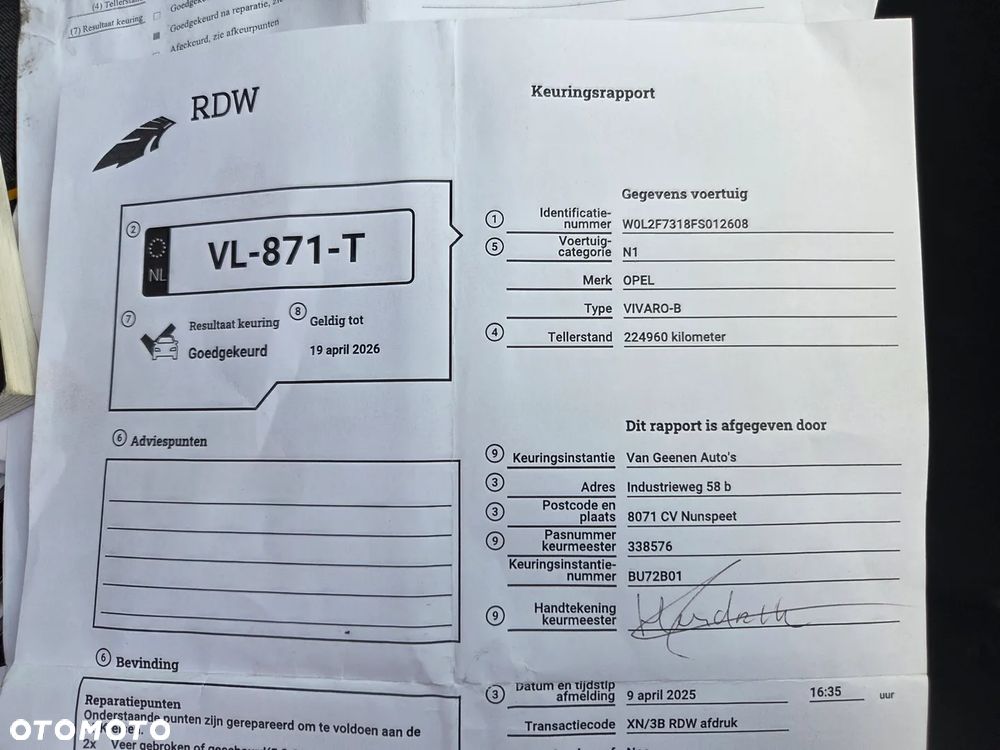 (4) Tellerstand
(7) Resultaat keuring
Goedgekeurd na reparatie, zie
Afgekeurd, zie afkeurpunten
RDW
Keuringsrapport
② NL VL-871-T
⑦ Resultaat keuring
Goedgekeurd
⑧ Geldig tot
19 april 2026
Gegevens voertuig
① Identificatie-
nummer W0L2F7318FS012608
⑤ Voertuig-
categorie N1
Merk OPEL
Type VIVARO-B
④ Tellerstand 224960 kilometer
⑥ Adviespunten
Dit rapport is afgegeven door
⑨ Keuringsinstantie Van Geenen Auto's
③ Adres Industrieweg 58 b
③ Postcode en
plaats 8071 CV Nunspeet
⑨ Pasnummer
keurmeester 338576
Keuringsinstantie-
nummer BU72B01
⑨ Handtekening
keurmeester
⑥ Bevinding
Reparatiepunten
Onderstaande punten zijn gerepareerd om te voldoen aan de
2x Veer gebroken of
③ Datum en tijdstip
afmelding 9 april 2025 16:35 uur
Transactiecode XN/3B RDW afdruk
OTOMOTO